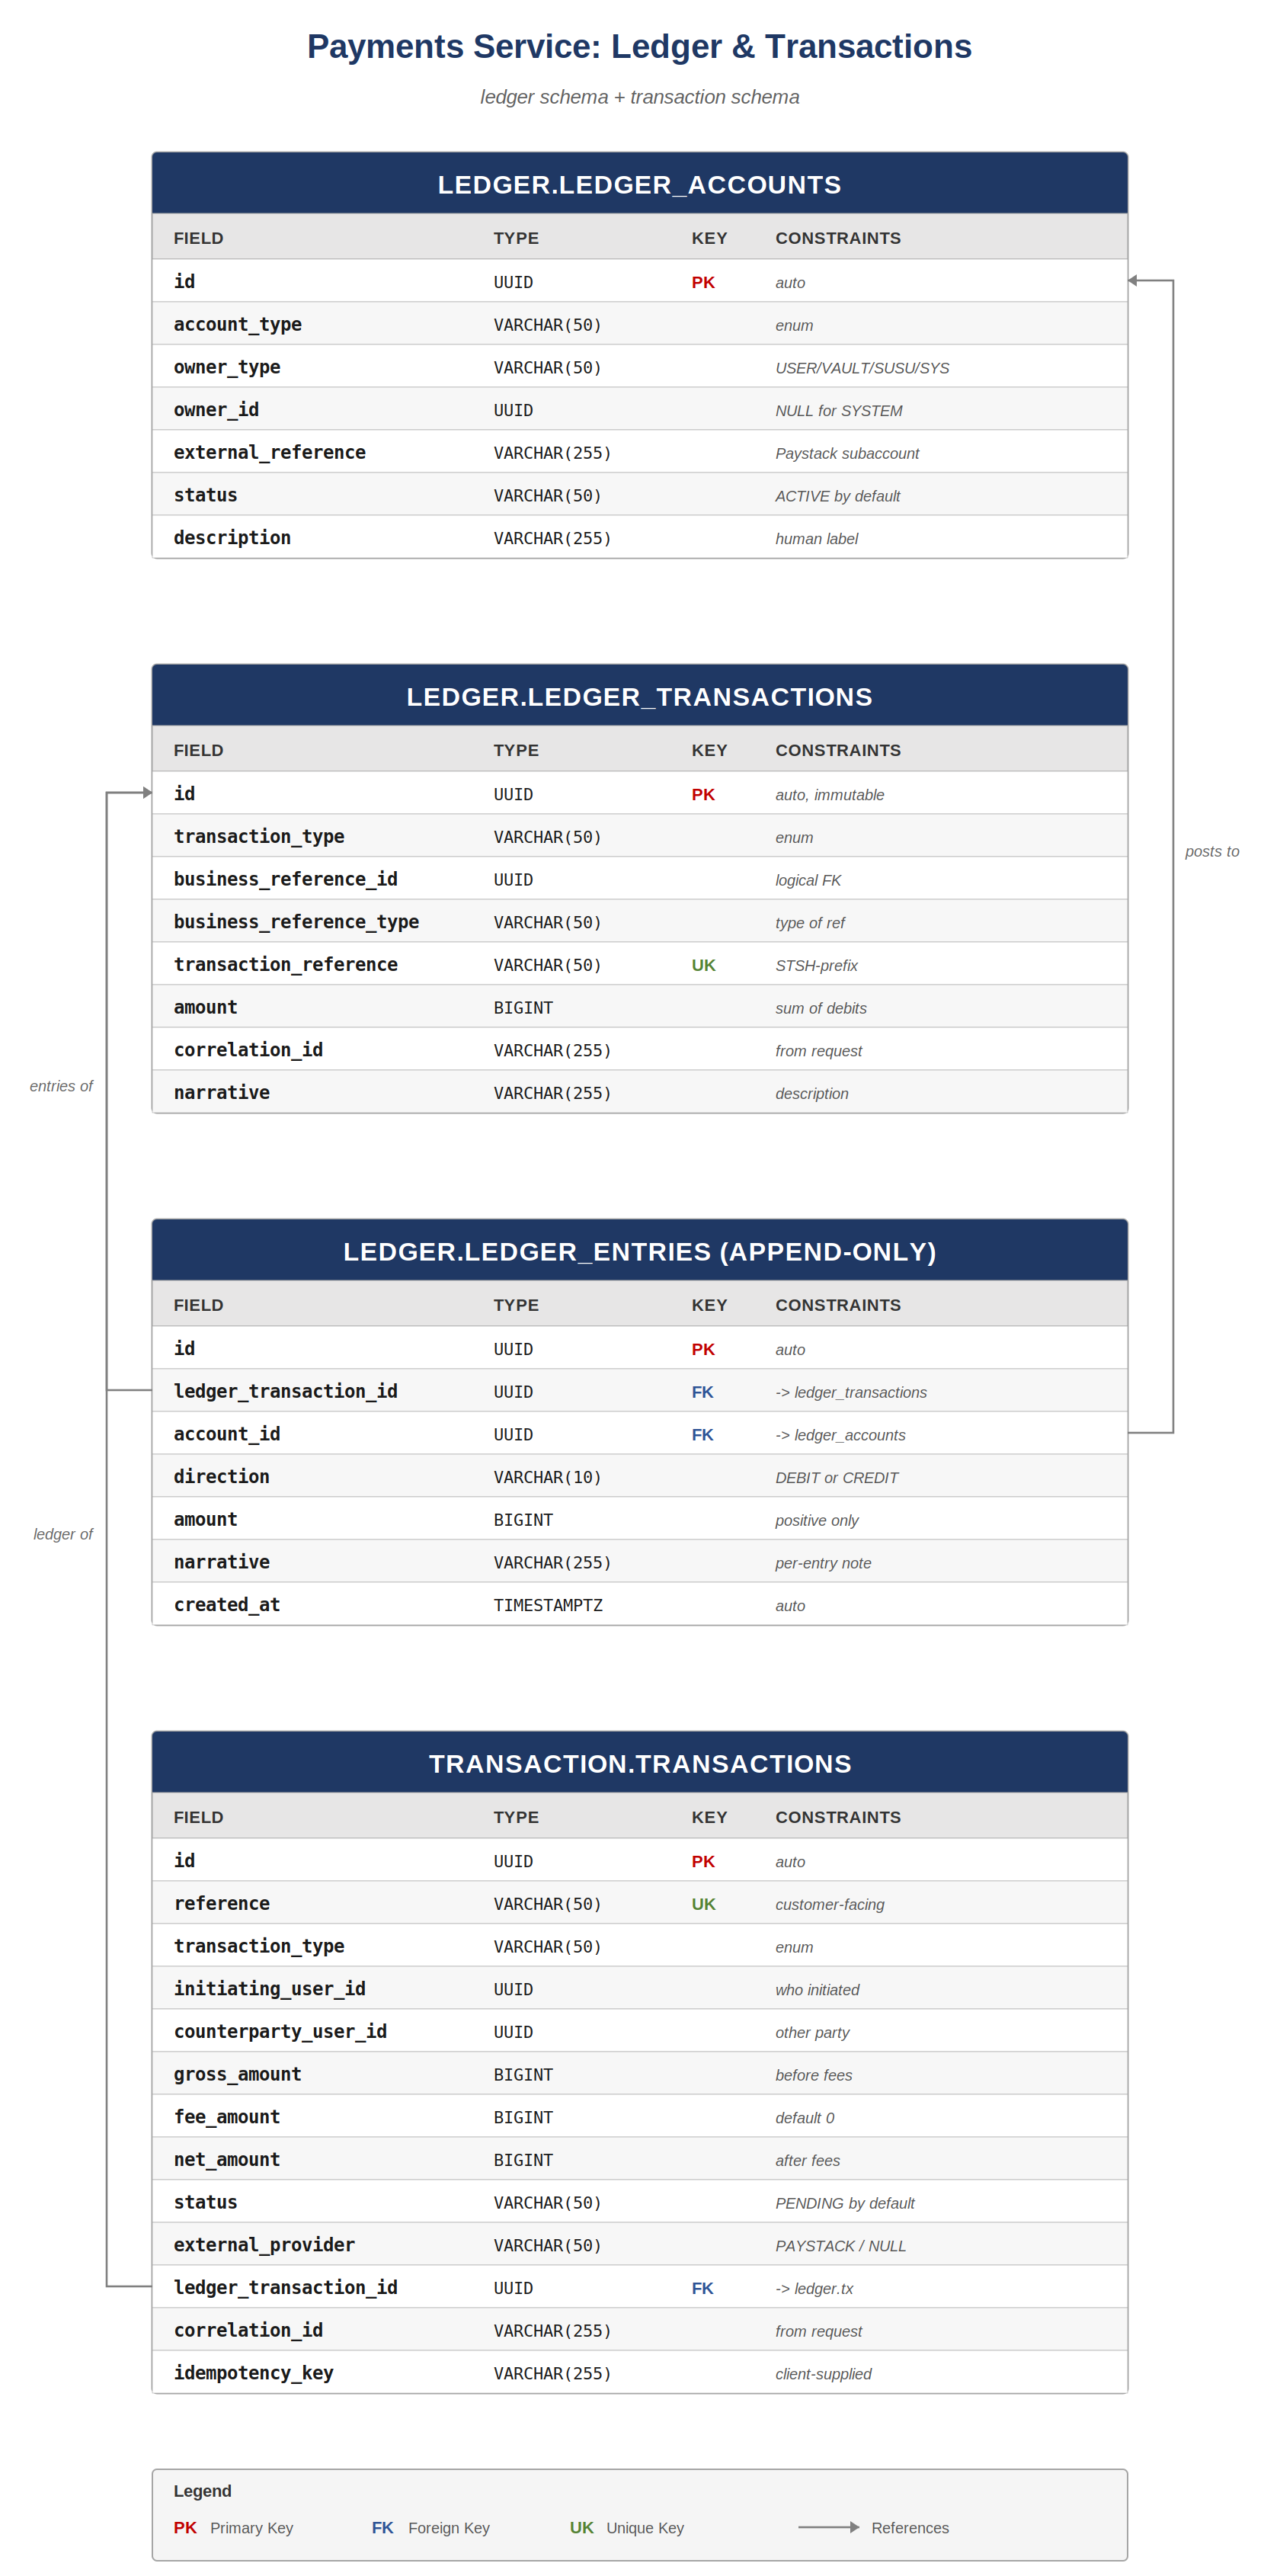 Payments Service: Ledger & Transactions
ledger schema + transaction schema
LEDGER.LEDGER_ACCOUNTS
FIELD TYPE KEY CONSTRAINTS
id UUID PK auto
account_type VARCHAR(50) enum
owner_type VARCHAR(50) USER/VAULT/SUSU/SYS
owner_id UUID NULL for SYSTEM
external_reference VARCHAR(255) Paystack subaccount
status VARCHAR(50) ACTIVE by default
description VARCHAR(255) human label
LEDGER.LEDGER_TRANSACTIONS
FIELD TYPE KEY CONSTRAINTS
id UUID PK auto, immutable
transaction_type VARCHAR(50) enum
posts to
business_reference_id UUID logical FK
business_reference_type VARCHAR(50) type of ref
transaction_reference VARCHAR(50) UK STSH-prefix
amount BIGINT sum of debits
correlation_id VARCHAR(255) from request
entries of
narrative VARCHAR(255) description
LEDGER.LEDGER_ENTRIES (APPEND-ONLY)
FIELD TYPE KEY CONSTRAINTS
id UUID PK auto
ledger_transaction_id UUID FK -> ledger_transactions
account_id UUID FK -> ledger_accounts
direction VARCHAR(10) DEBIT or CREDIT
amount BIGINT positive only
ledger of
narrative VARCHAR(255) per-entry note
created_at TIMESTAMPTZ auto
TRANSACTION.TRANSACTIONS
FIELD TYPE KEY CONSTRAINTS
id UUID PK auto
reference VARCHAR(50) UK customer-facing
transaction_type VARCHAR(50) enum
initiating_user_id UUID who initiated
counterparty_user_id UUID other party
gross_amount BIGINT before fees
fee_amount BIGINT default 0
net_amount BIGINT after fees
status VARCHAR(50) PENDING by default
external_provider VARCHAR(50) PAYSTACK / NULL
ledger_transaction_id UUID FK -> ledger.tx
correlation_id VARCHAR(255) from request
idempotency_key VARCHAR(255) client-supplied
Legend
PK Primary Key FK Foreign Key UK Unique Key References